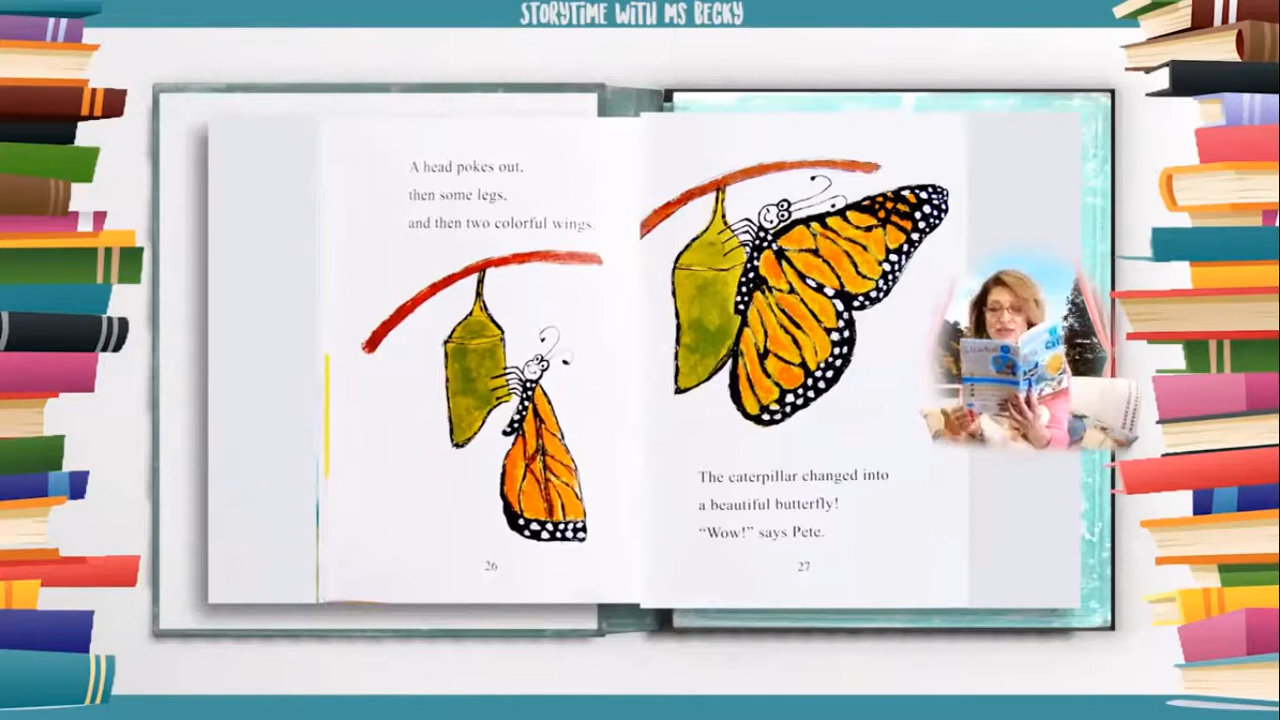 STORYTIME WITH MS BECKY
A head pokes out,
then some legs,
and then two colorful wings.
26
The caterpillar changed into
a beautiful butterfly!
“Wow!” says Pete.
27